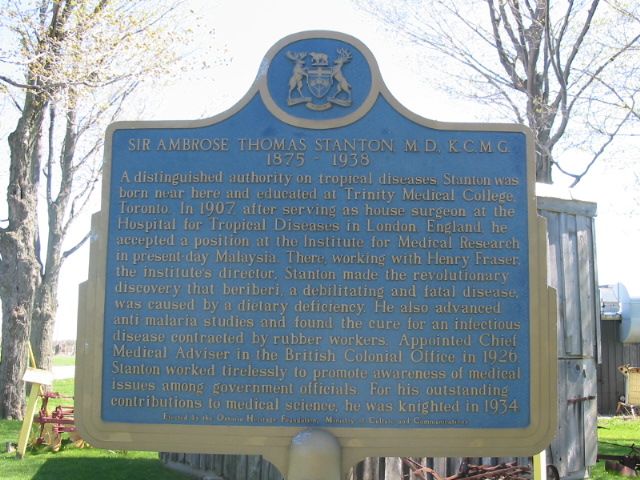 SIR AMBROSE THOMAS STANTON M.D., K.C.M.G.
1875 - 1938
A distinguished authority on tropical diseases, Stanton was
born near here and educated at Trinity Medical College,
Toronto. In 1907, after serving as house surgeon at the
Hospital for Tropical Diseases in London, England, he
accepted a position at the Institute for Medical Research
in present-day Malaysia. There, working with Henry Fraser,
the institute's director, Stanton made the revolutionary
discovery that beriberi, a debilitating and fatal disease,
was caused by a dietary deficiency. He also advanced
anti malaria studies and found the cure for an infectious
disease contracted by rubber workers. Appointed Chief
Medical Adviser in the British Colonial Office in 1926,
Stanton worked tirelessly to promote awareness of medical
issues among government officials. For his outstanding
contributions to medical science, he was knighted in 1934
Erected by the Ontario Heritage Foundation, Ministry of Culture and Communications